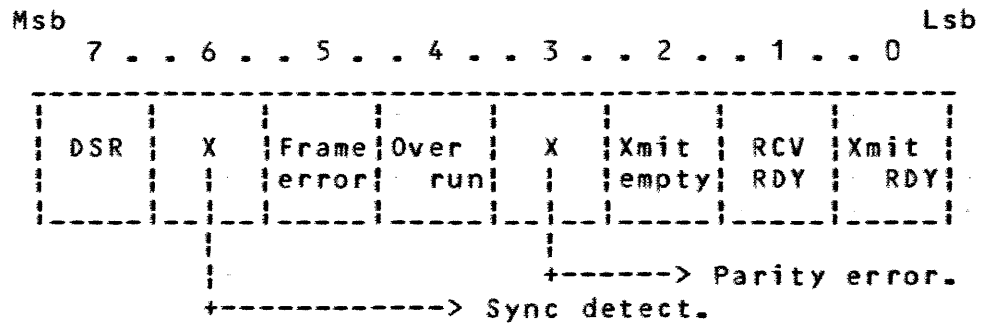 Msb Lsb
7 . . 6 . . 5 . . 4 . . 3 . . 2 . . 1 . . 0
DSR X Frame Over X Xmit RCV Xmit
error run empty RDY RDY
+------> Parity error.
+------------> Sync detect.